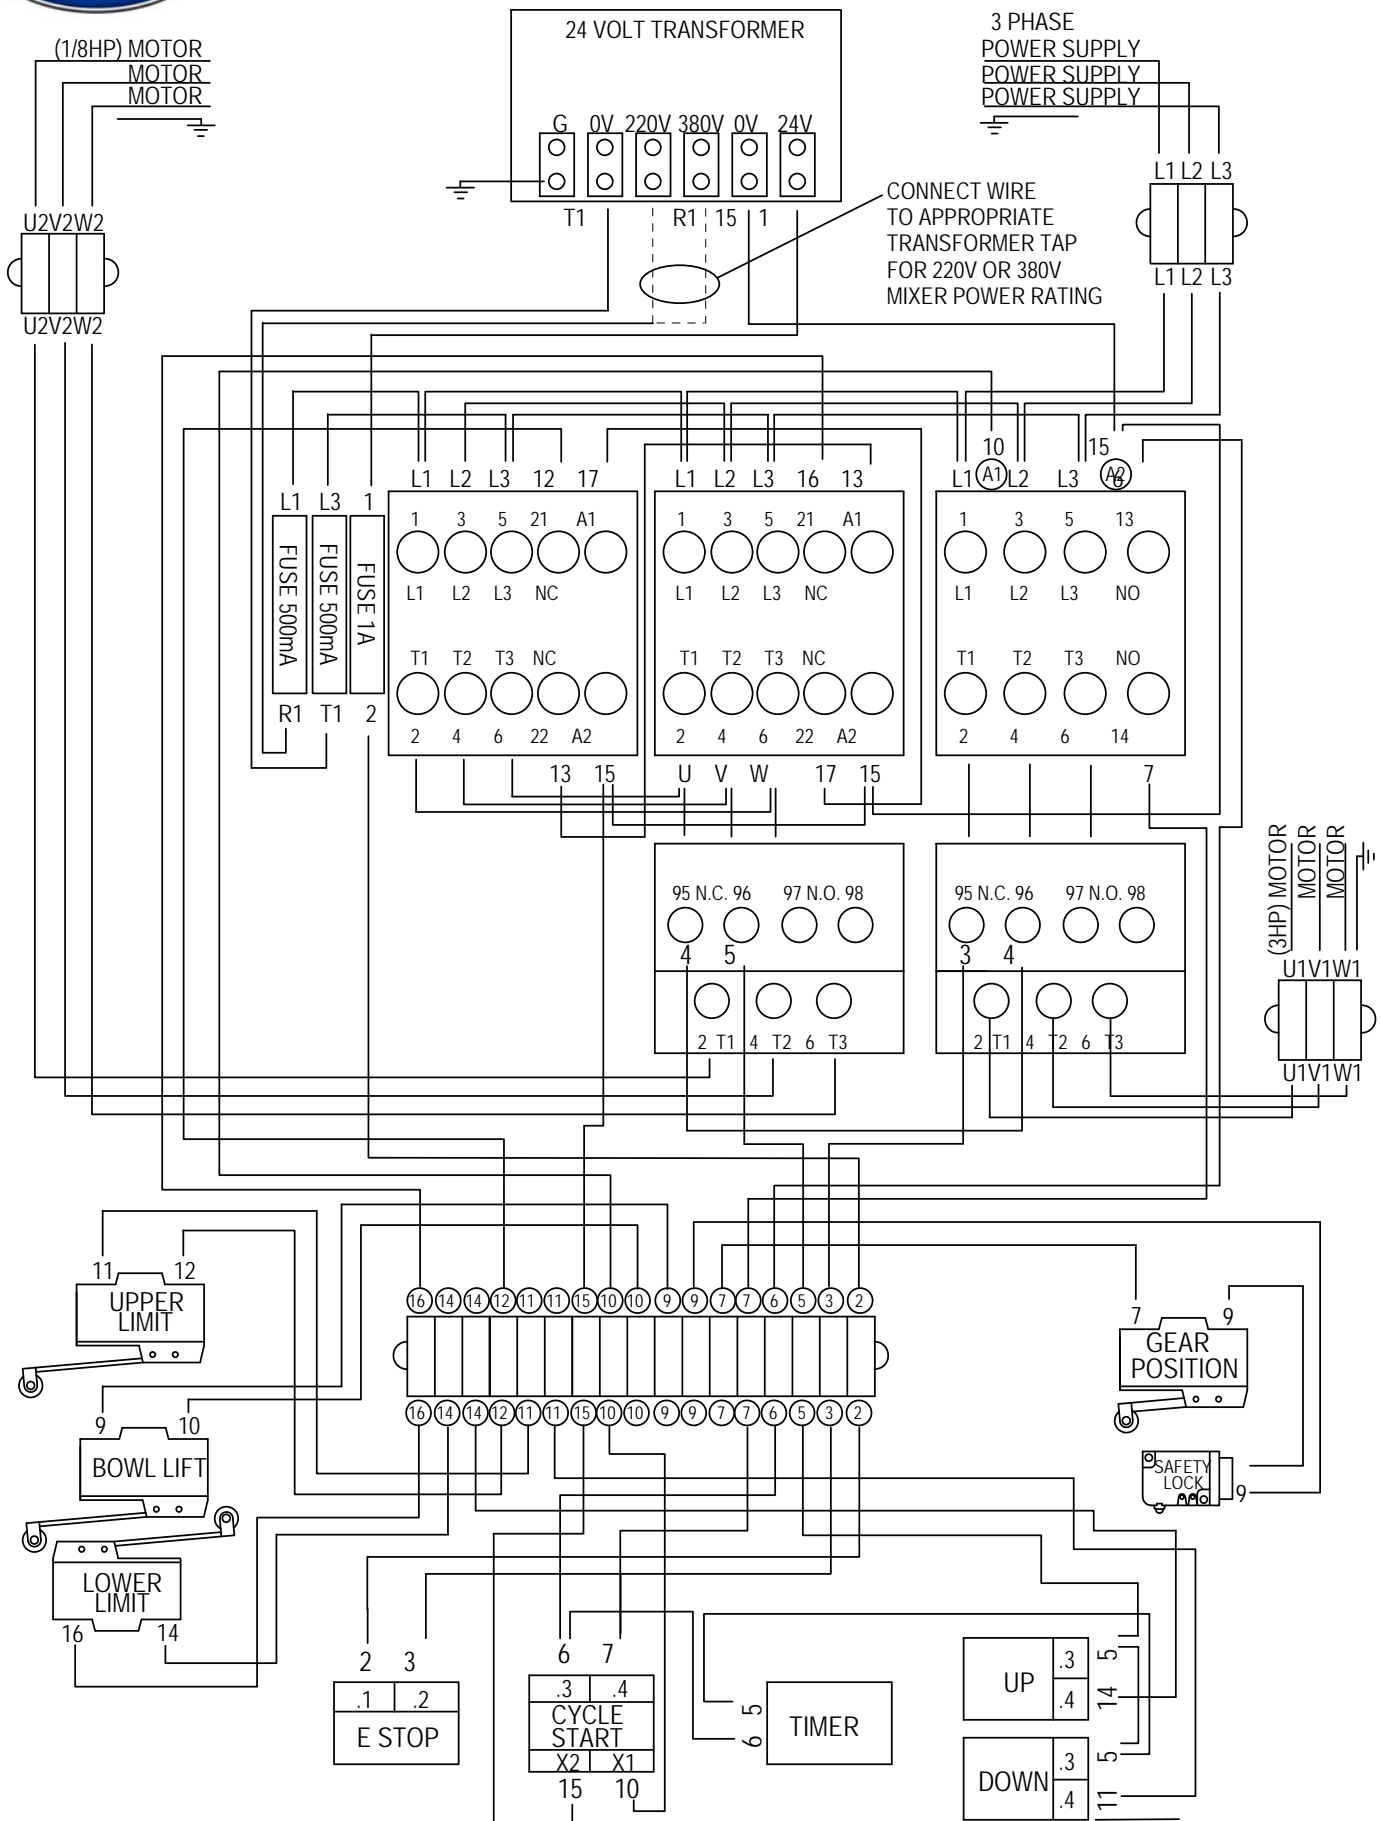 24 VOLT TRANSFORMER
3 PHASE
(1/8HP) MOTOR
POWER SUPPLY
MOTOR
POWER SUPPLY
MOTOR
POWER SUPPLY
G 0V 220V 380V 0V 24V
L1 L2 L3
T1 R1 15 1
CONNECT WIRE
TO APPROPRIATE
TRANSFORMER TAP
FOR 220V OR 380V
MIXER POWER RATING
U2V2W2
L1 L2 L3
U2V2W2
10 15
L1 L2 L3 12 17
L1 L2 L3 16 13
L1 A1 L2 L3 A2 6
L1 L3 1
1 3 5 21 A1
1 3 5 21 A1
1 3 5 13
FUSE 500mA
FUSE 500mA
FUSE 1A
L1 L2 L3 NC
L1 L2 L3 NC
L1 L2 L3 NO
T1 T2 T3 NC
T1 T2 T3 NC
T1 T2 T3 NO
R1 T1 2
2 4 6 22 A2
2 4 6 22 A2
2 4 6 14
13 15
U V W 17 15
7
(3HP) MOTOR
MOTOR
MOTOR
95 N.C. 96 97 N.O. 98
95 N.C. 96 97 N.O. 98
4 5
3 4
U1V1W1
2 T1 4 T2 6 T3
2 T1 4 T2 6 T3
U1V1W1
11 12
UPPER
LIMIT
16 14 14 12 11 11 15 10 10 9 9 7 7 6 5 3 2
7 9
GEAR
POSITION
9 10
16 14 14 12 11 11 15 10 10 9 9 7 7 6 5 3 2
BOWL LIFT
SAFETY
LOCK
9
LOWER
LIMIT
16 14
2 3
.1 .2
E STOP
6 7
.3 .4
CYCLE
START
X2 X1
15 10
5
6
TIMER
UP
.3 5
.4 14
DOWN
.3 5
.4 11